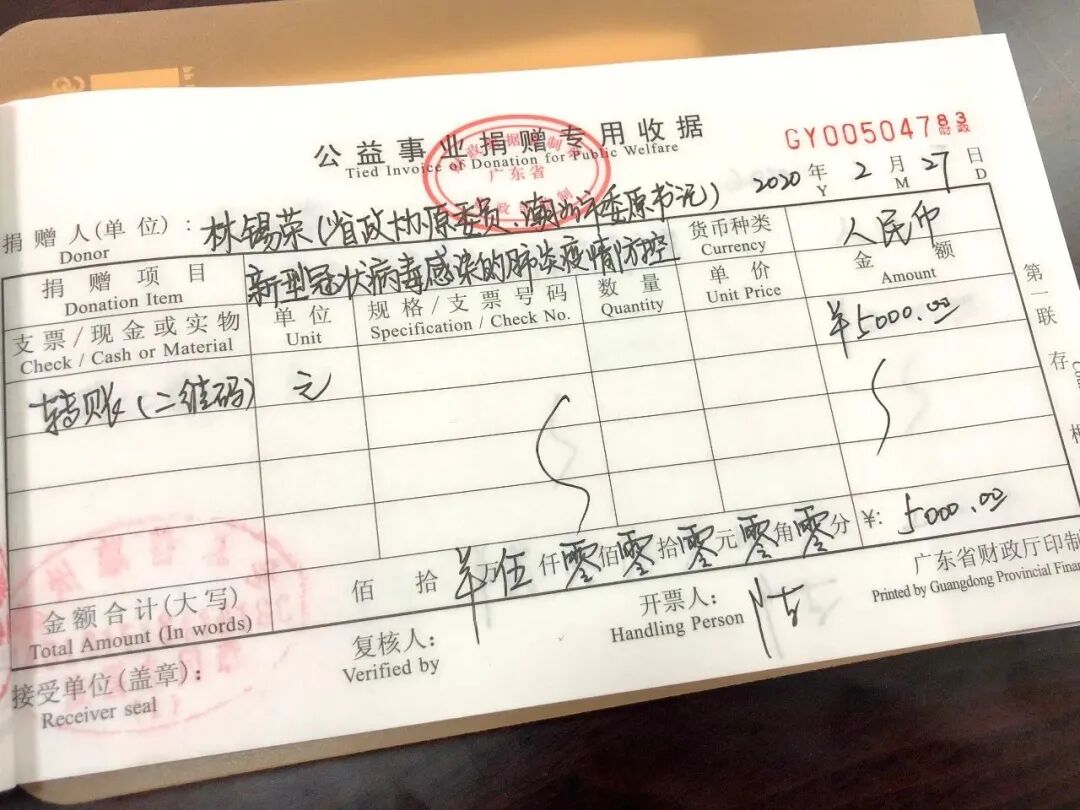 公益事业捐赠专用收据
Tied Invoice of Donation for Public Welfare
广东省
GY00504783
财政
2020 年 2 月 27 日
Y M D
捐赠人(单位): 林锡荣(省政协原委员、潮州市委原书记)
Donor
货币种类 人民币
Currency
捐赠项目 新型冠状病毒感染的肺炎疫情防控
Donation Item
支票/现金或实物 单位 规格/支票号码 数量 单价 金额
Check / Cash or Material Unit Specification / Check No. Quantity Unit Price Amount
转账(二维码) 元 ¥5000.00
金额合计(大写) 佰 拾 ¥万伍仟零佰零拾零元零角零分 ¥: 5000.00
Total Amount (In words)
接受单位(盖章): 复核人: 开票人: 广东省财政厅印制
Receiver seal Verified by Handling Person Printed by Guangdong Provincial Finan
第一联 存根